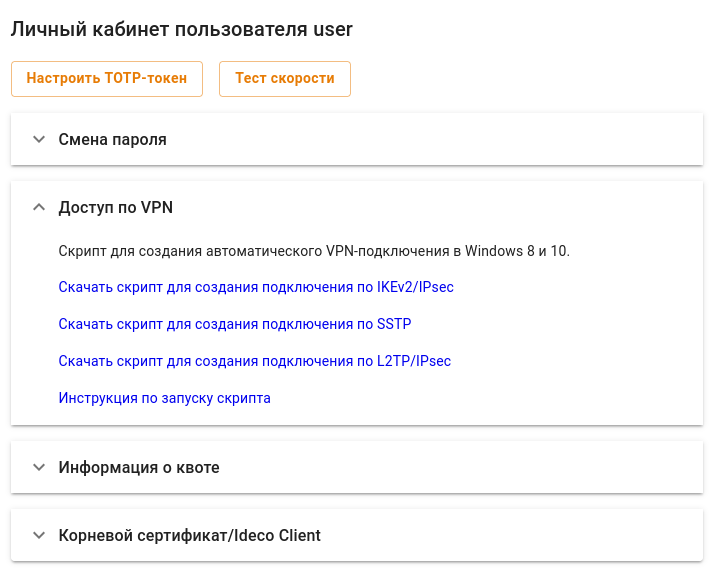 Личный кабинет пользователя user
Настроить TOTP-токен Тест скорости
Смена пароля
Доступ по VPN
Скрипт для создания автоматического VPN-подключения в Windows 8 и 10.
Скачать скрипт для создания подключения по IKEv2/IPsec
Скачать скрипт для создания подключения по SSTP
Скачать скрипт для создания подключения по L2TP/IPsec
Инструкция по запуску скрипта
Информация о квоте
Корневой сертификат/Ideco Client